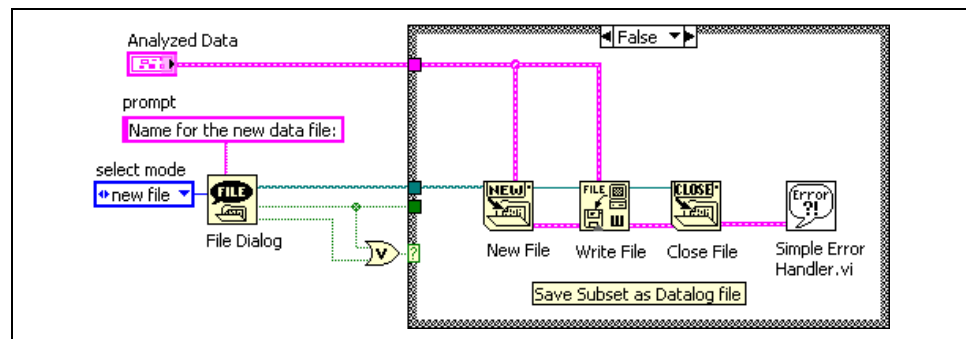 Analyzed Data
False
prompt
Name for the new data file:
select mode
new file
FILE
File Dialog
V
?
NEW
FILE
W
CLOSE
Error
?!
New File
Write File
Close File
Simple Error
Handler.vi
Save Subset as Datalog file